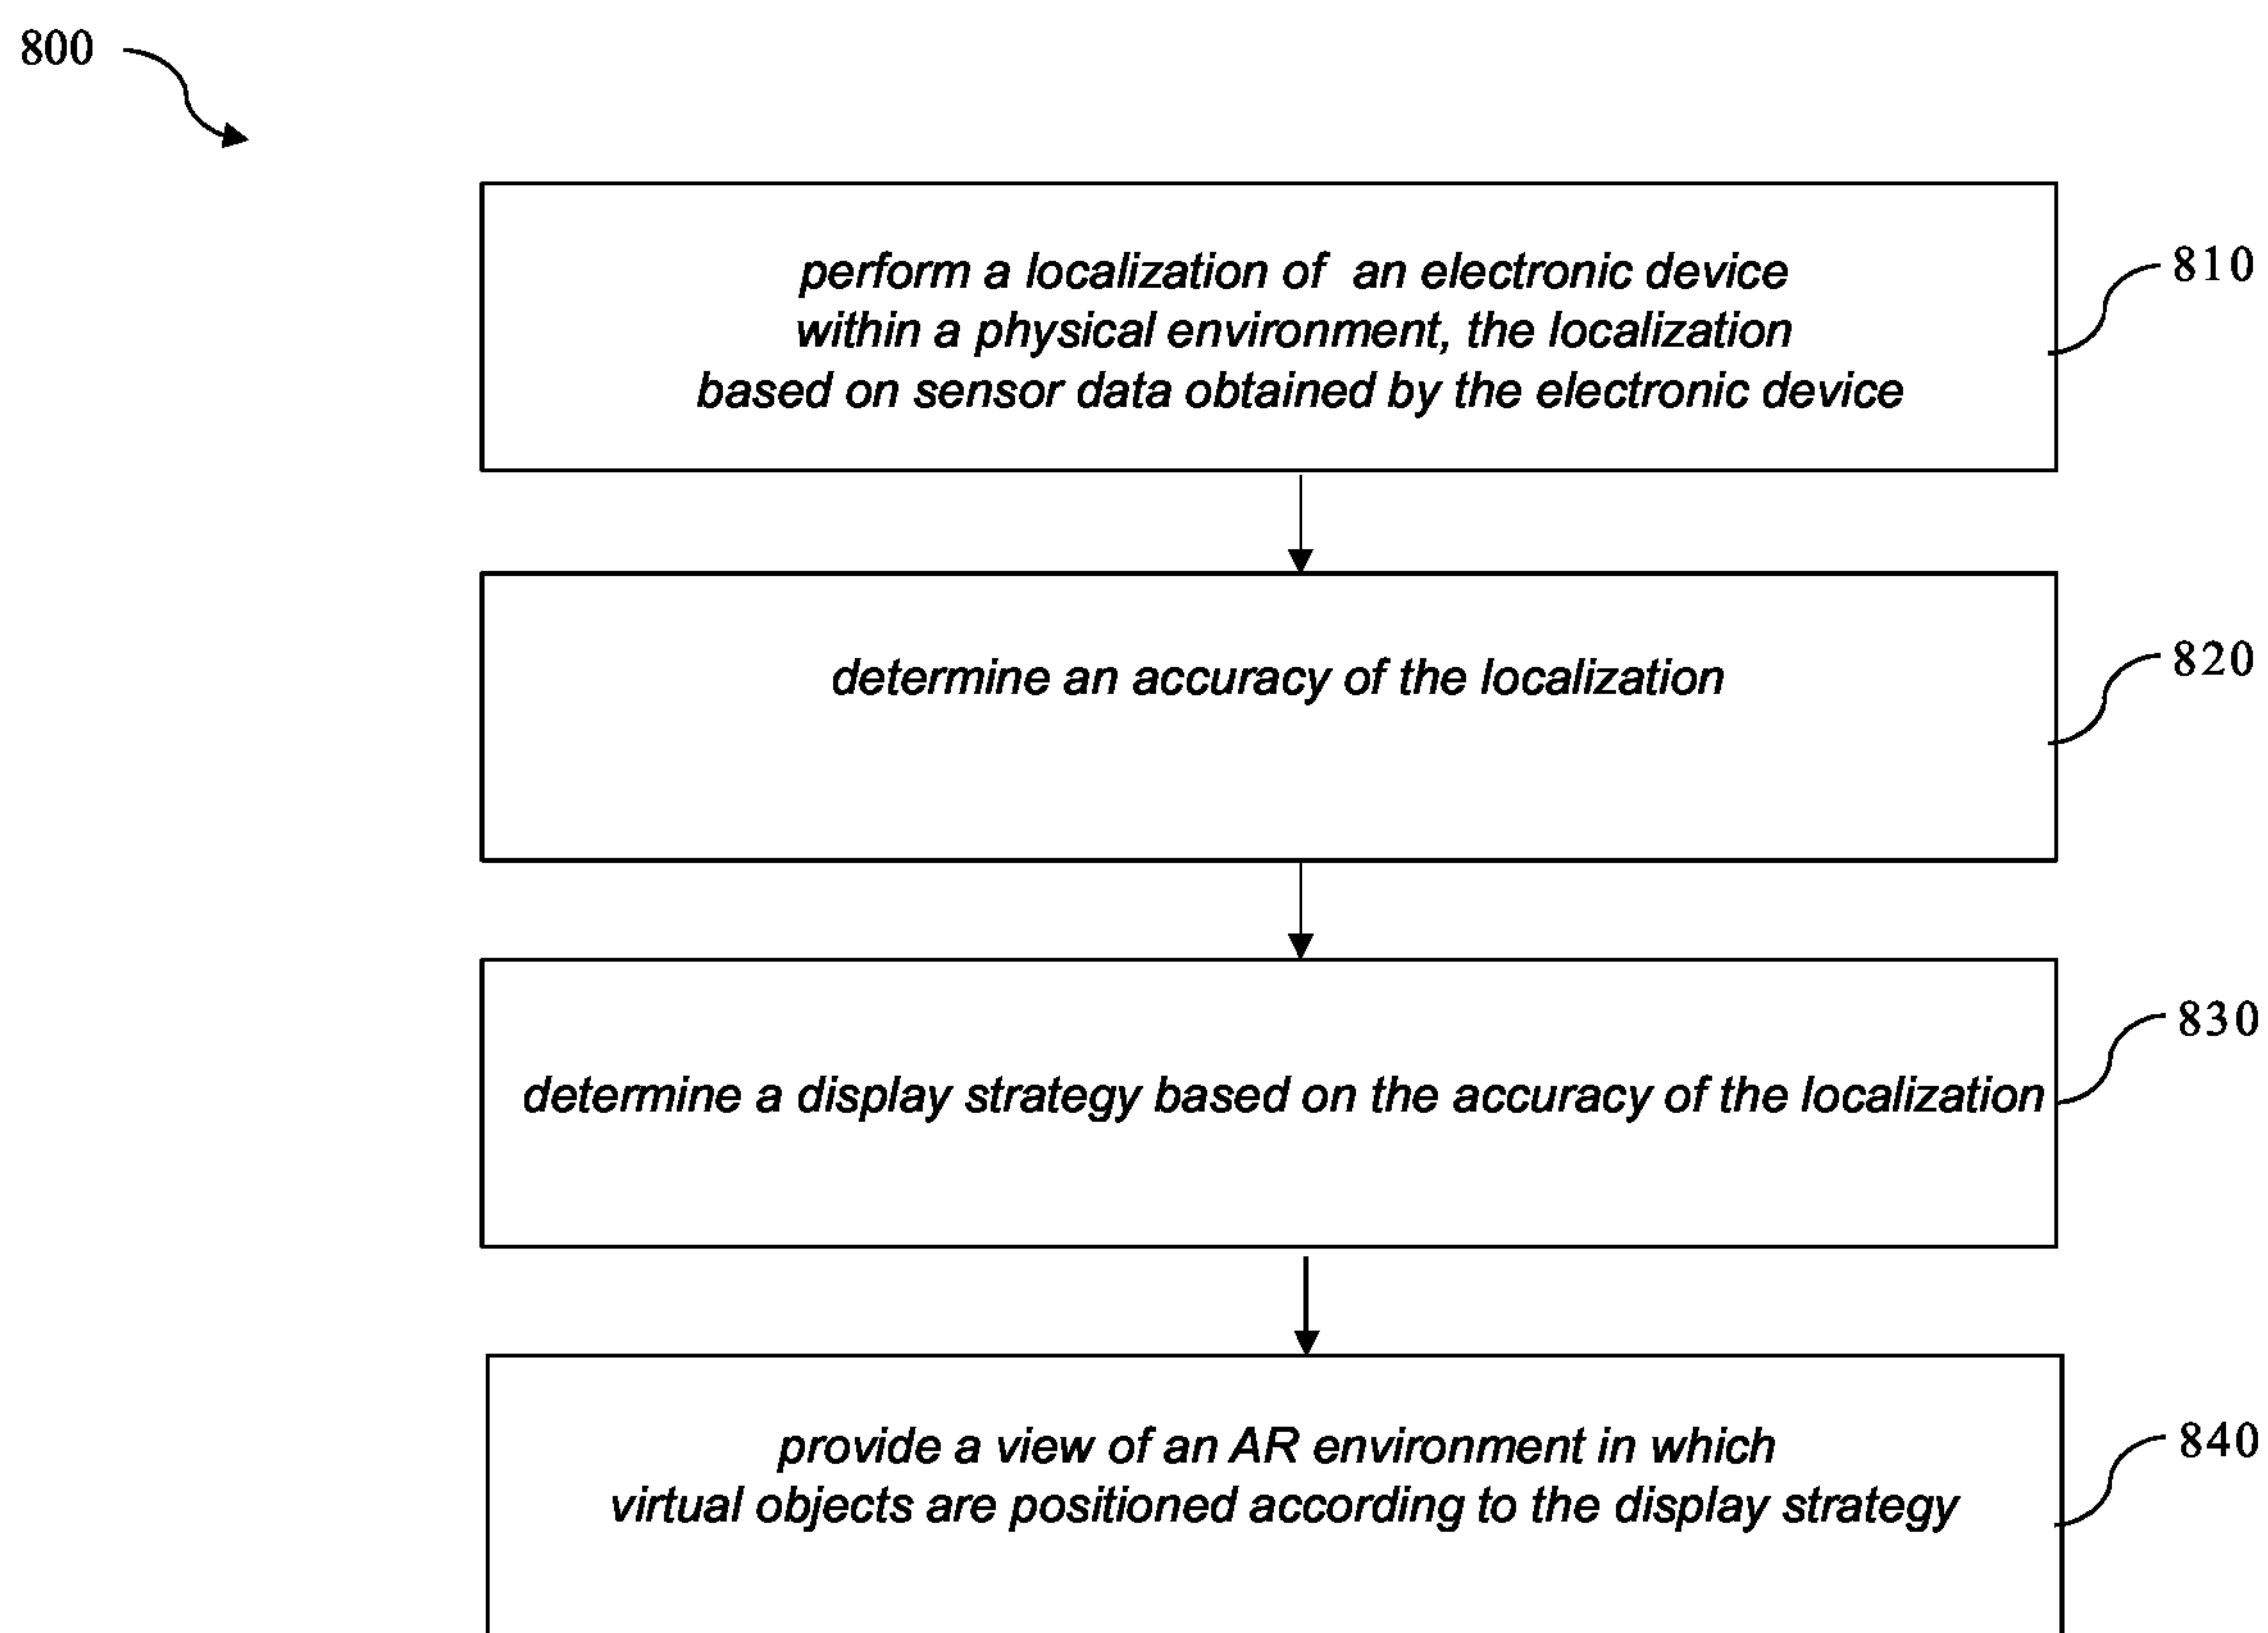 800
perform a localization of an electronic device
within a physical environment, the localization
based on sensor data obtained by the electronic device
810
determine an accuracy of the localization
820
determine a display strategy based on the accuracy of the localization
830
provide a view of an AR environment in which
virtual objects are positioned according to the display strategy
840